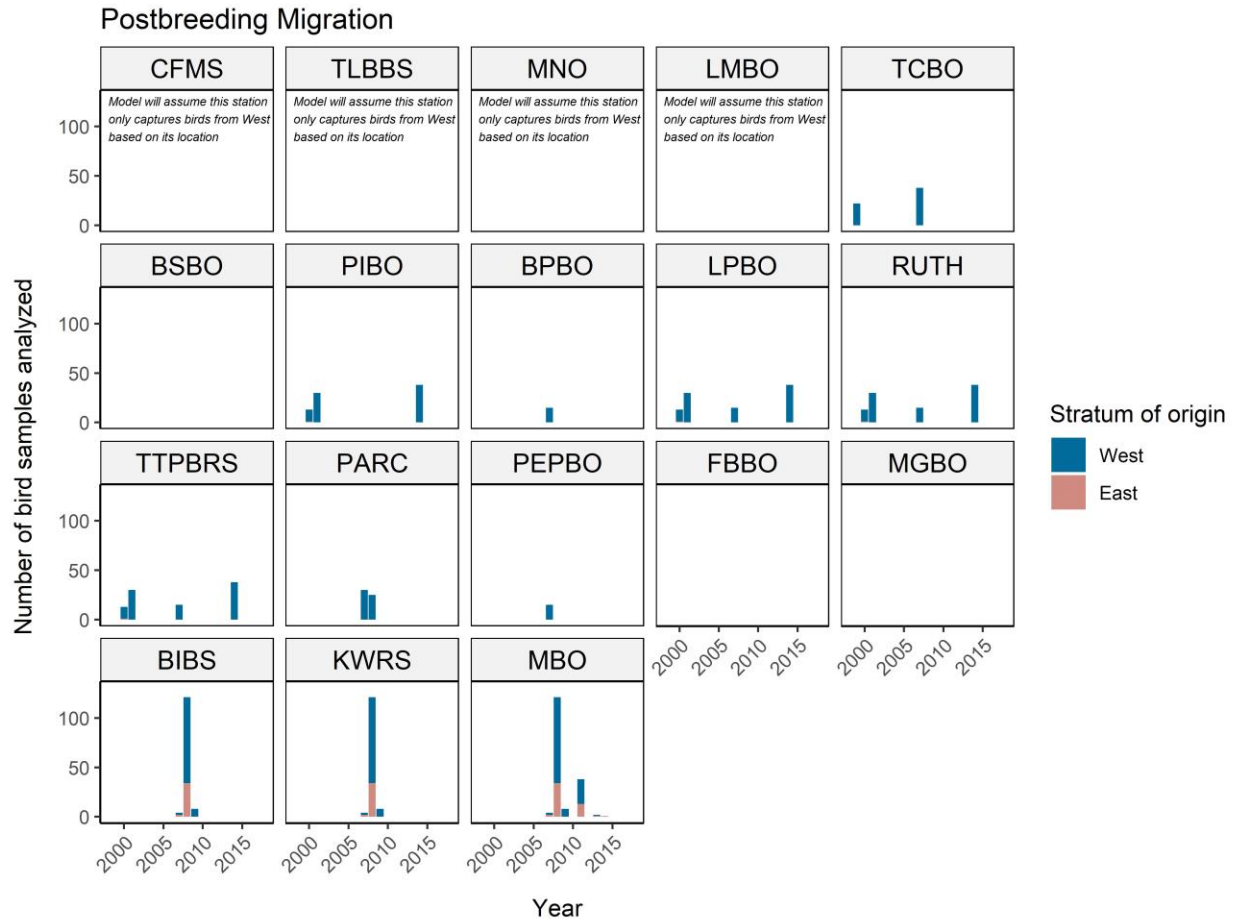 Postbreeding Migration
CFMS TLBBS MNO LMBO TCBO
Model will assume this station
only captures birds from West
based on its location
Model will assume this station
only captures birds from West
based on its location
Model will assume this station
only captures birds from West
based on its location
Model will assume this station
only captures birds from West
based on its location
100
50
0
BSBO PIBO BPBO LPBO RUTH
100
50
0
TTPBRS PARC PEPBO FBBO MGBO
100
50
0
2000 2005 2010 2015 2000 2005 2010 2015
BIBS KWRS MBO
100
50
0
2000 2005 2010 2015 2000 2005 2010 2015 2000 2005 2010 2015
Year
Number of bird samples analyzed
Stratum of origin
West
East